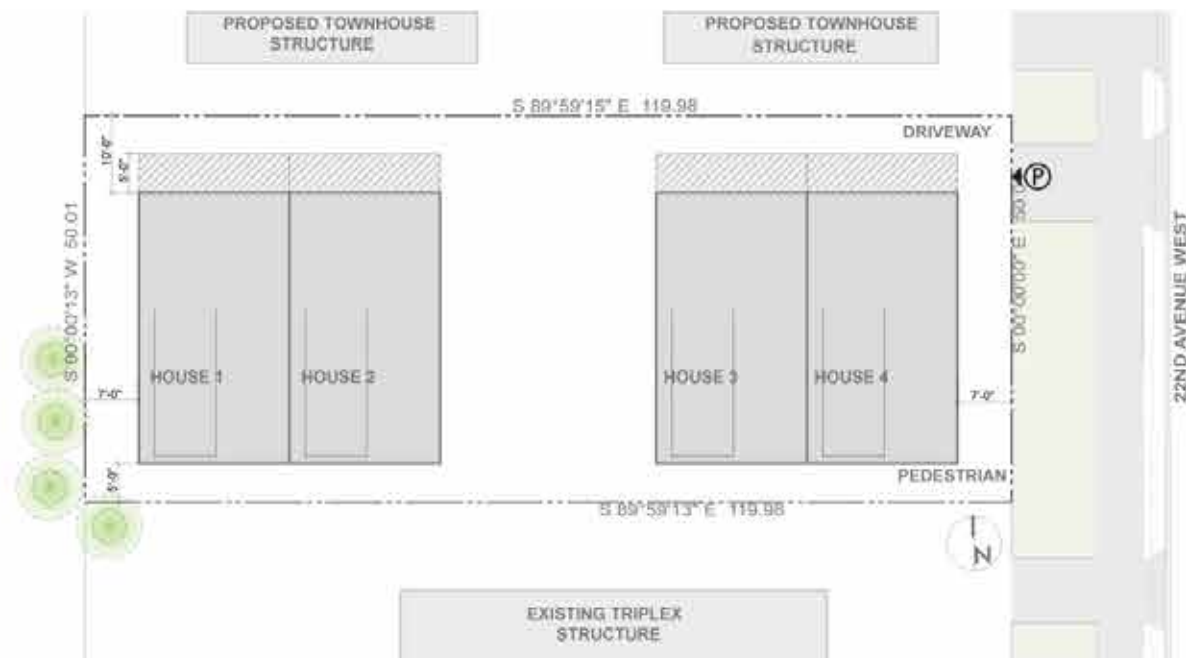 PROPOSED TOWNHOUSE
STRUCTURE
PROPOSED TOWNHOUSE
STRUCTURE
S 89°59'15" E 119.98
DRIVEWAY
10'-0"
5'-0"
P
S 00°00'13" W 50.01
S 00°00'00" E 50.0
22ND AVENUE WEST
HOUSE 1
HOUSE 2
HOUSE 3
HOUSE 4
7'-0"
7'-0"
5'-0"
PEDESTRIAN
S 89°59'13" E 119.98
N
EXISTING TRIPLEX
STRUCTURE